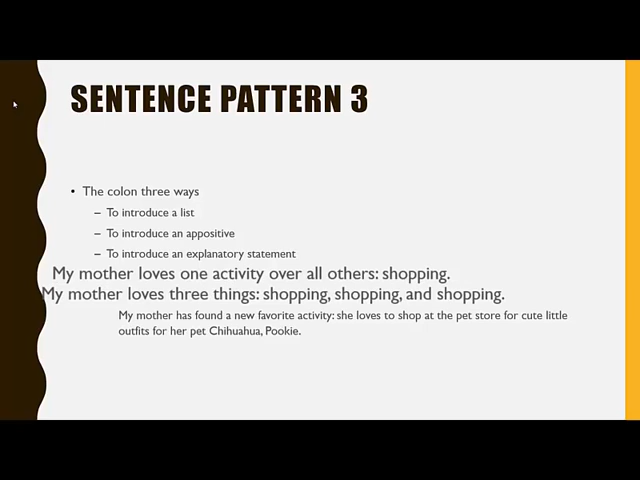 SENTENCE PATTERN 3
• The colon three ways
– To introduce a list
– To introduce an appositive
– To introduce an explanatory statement
My mother loves one activity over all others: shopping.
My mother loves three things: shopping, shopping, and shopping.
My mother has found a new favorite activity: she loves to shop at the pet store for cute little
outfits for her pet Chihuahua, Pookie.